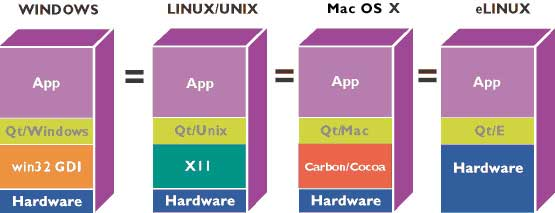 WINDOWS
LINUX/UNIX
Mac OS X
eLINUX
App
=
App
=
App
=
App
Qt/Windows
Qt/Unix
Qt/Mac
Qt/E
win32 GDI
X11
Carbon/Cocoa
Hardware
Hardware
Hardware
Hardware